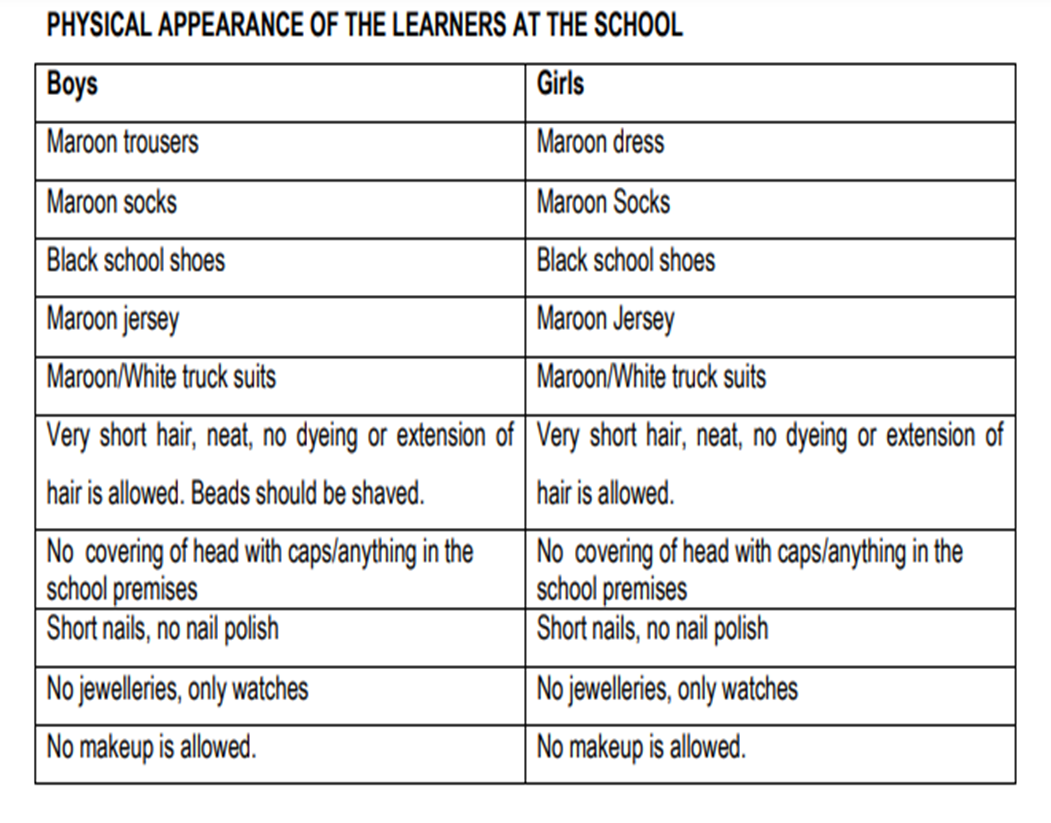 PHYSICAL APPEARANCE OF THE LEARNERS AT THE SCHOOL
Boys
Girls
Maroon trousers
Maroon dress
Maroon socks
Maroon Socks
Black school shoes
Black school shoes
Maroon jersey
Maroon Jersey
Maroon/White truck suits
Maroon/White truck suits
Very short hair, neat, no dyeing or extension of
hair is allowed. Beads should be shaved.
Very short hair, neat, no dyeing or extension of
hair is allowed.
No covering of head with caps/anything in the
school premises
No covering of head with caps/anything in the
school premises
Short nails, no nail polish
Short nails, no nail polish
No jewelleries, only watches
No jewelleries, only watches
No makeup is allowed.
No makeup is allowed.